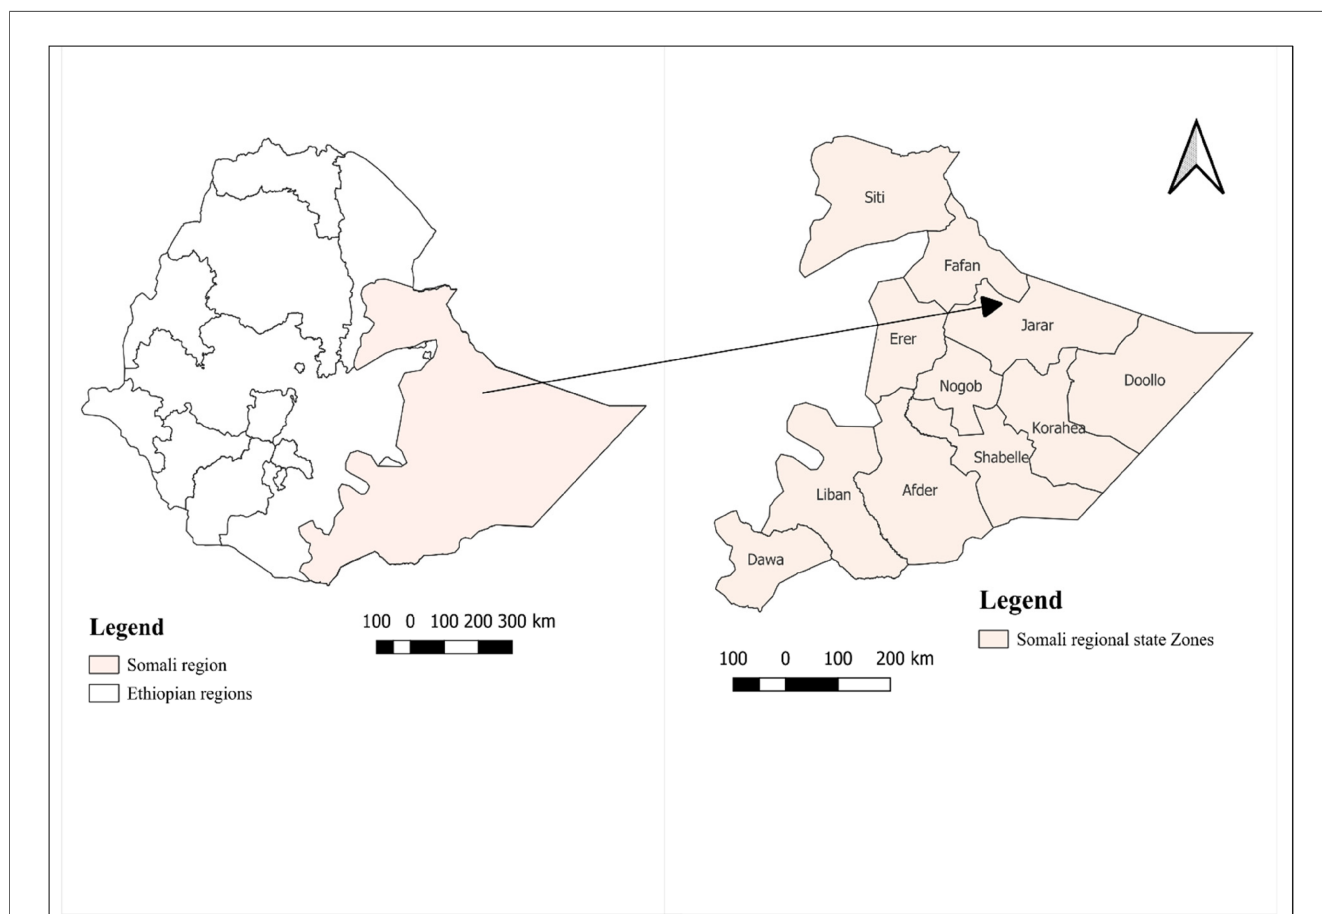 Siti
Fafan
Jarar
Erer
Nogob
Doollo
Korahea
Shabelle
Liban
Afder
Dawa
Legend
Somali region
Ethiopian regions
100 0 100 200 300 km
Legend
Somali regional state Zones
100 0 100 200 km